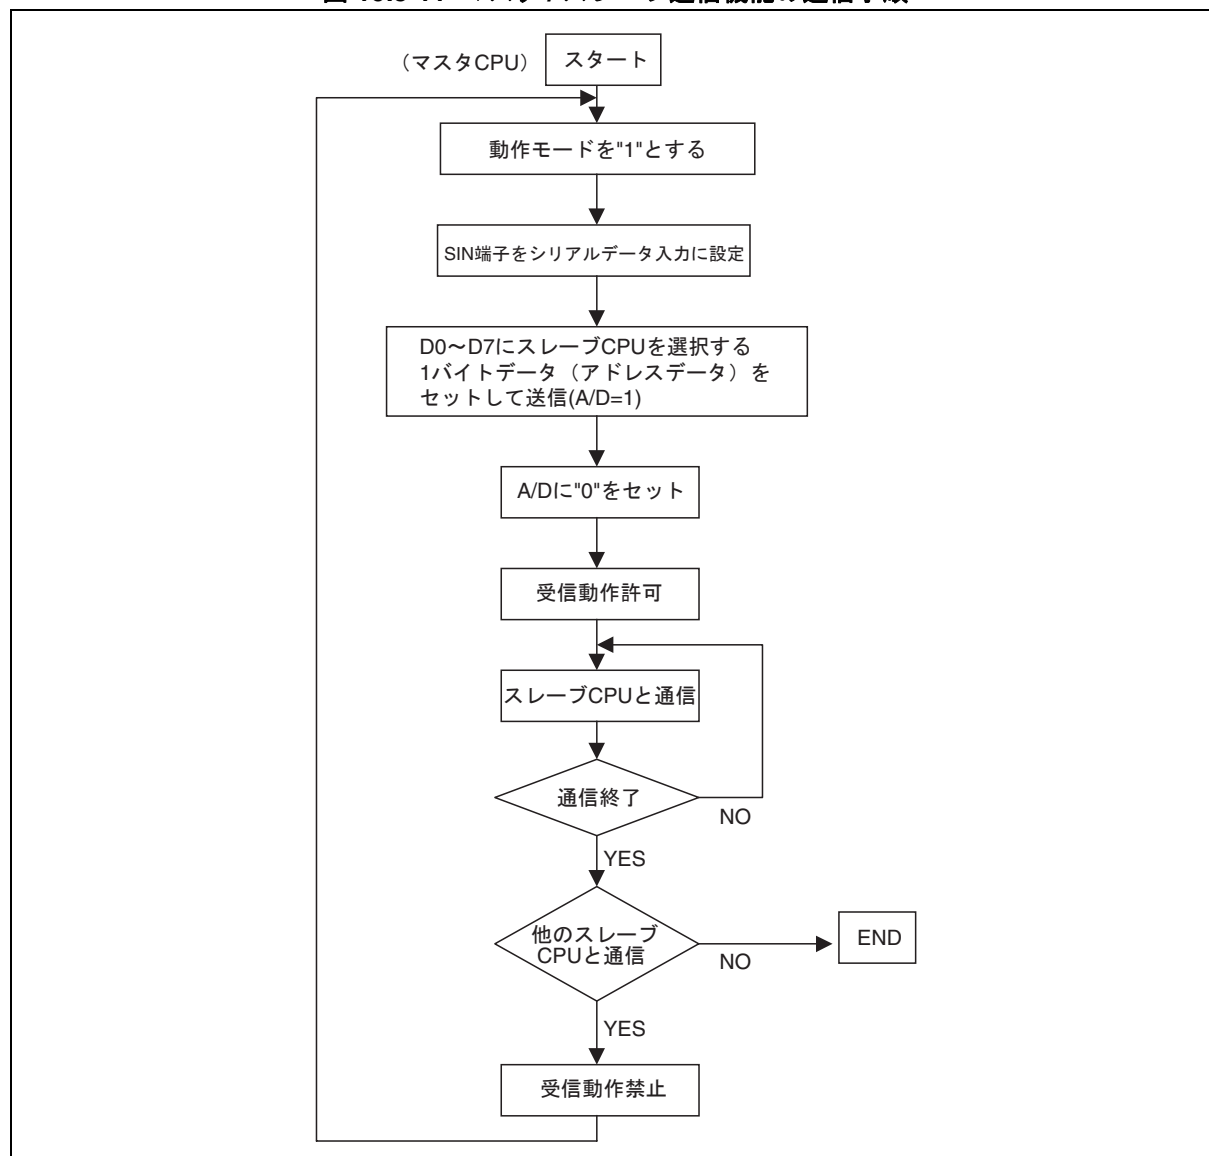 （マスタCPU）
スタート
動作モードを"1"とする
SIN端子をシリアルデータ入力に設定
D0～D7にスレーブCPUを選択する
1バイトデータ（アドレスデータ）を
セットして送信(A/D=1)
A/Dに"0"をセット
受信動作許可
スレーブCPUと通信
通信終了
NO
YES
他のスレーブ
CPUと通信
NO
END
YES
受信動作禁止